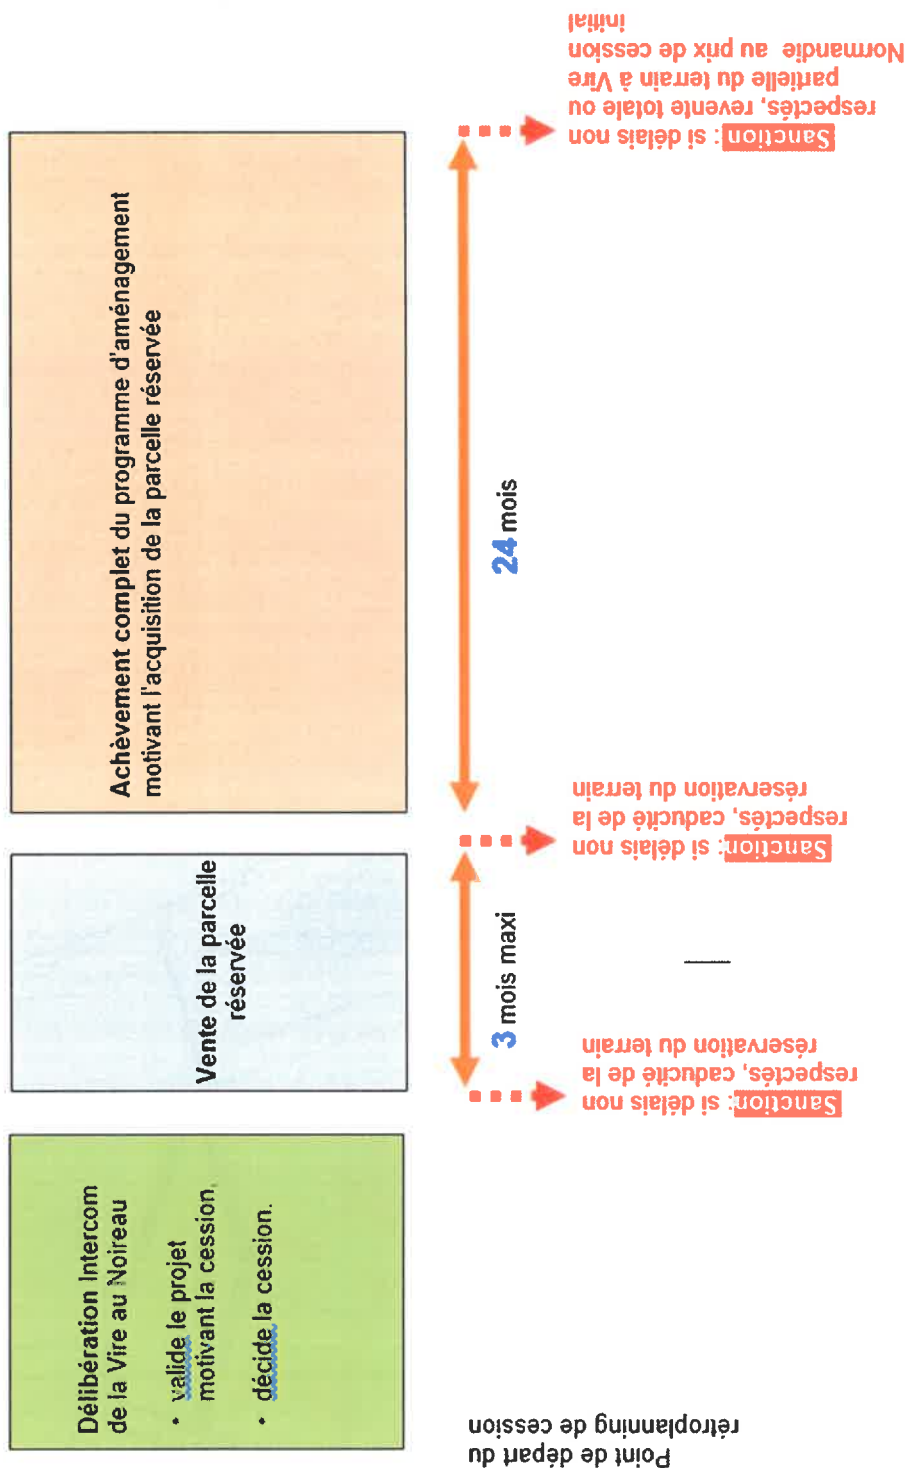 Délibération Intercom
de la Vire au Noireau
• valide le projet
motivant la cession,
• décide la cession.
Vente de la parcelle
réservée
Achèvement complet du programme d'aménagement
motivant l'acquisition de la parcelle réservée
3 mois maxi
24 mois
Point de départ du
rétroplanning de cession
Sanction: si délais non
respectés, caducité de la
réservation du terrain
Sanction: si délais non
respectés, caducité de la
réservation du terrain
Sanction : si délais non
respectés, revente totale ou
partielle du terrain à Vire
Normandie au prix de cession
initial